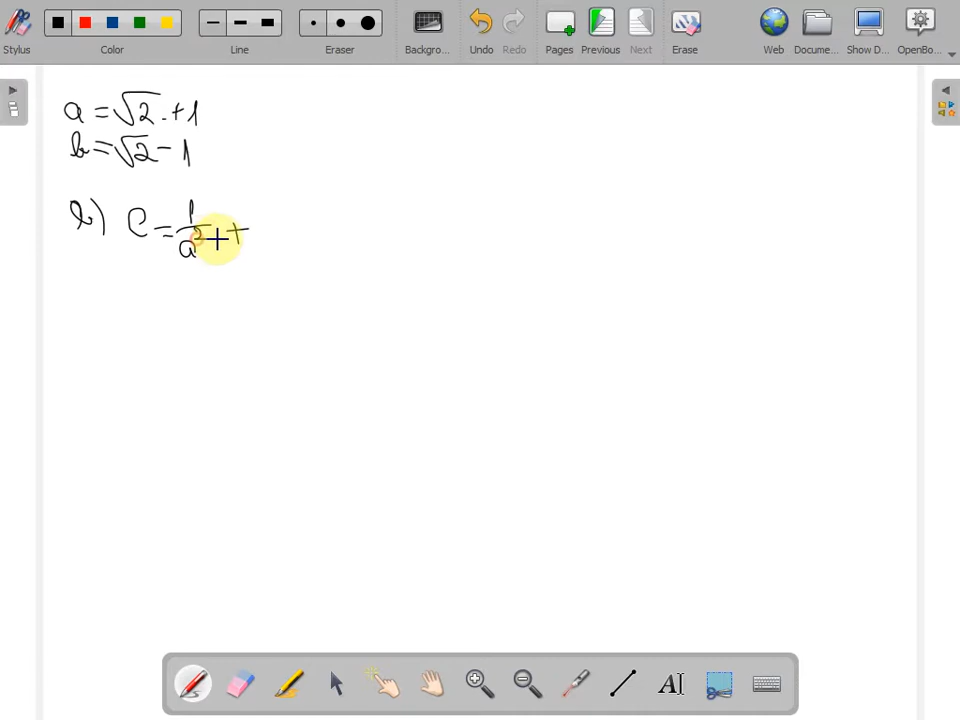 Stylus
Color
Line
Eraser
Backgro...
Undo
Redo
Pages
Previous
Next
Erase
Web
Docume...
Show D...
OpenBo...
a = √2 + 1
b = √2 - 1
b) C = 1/a² +